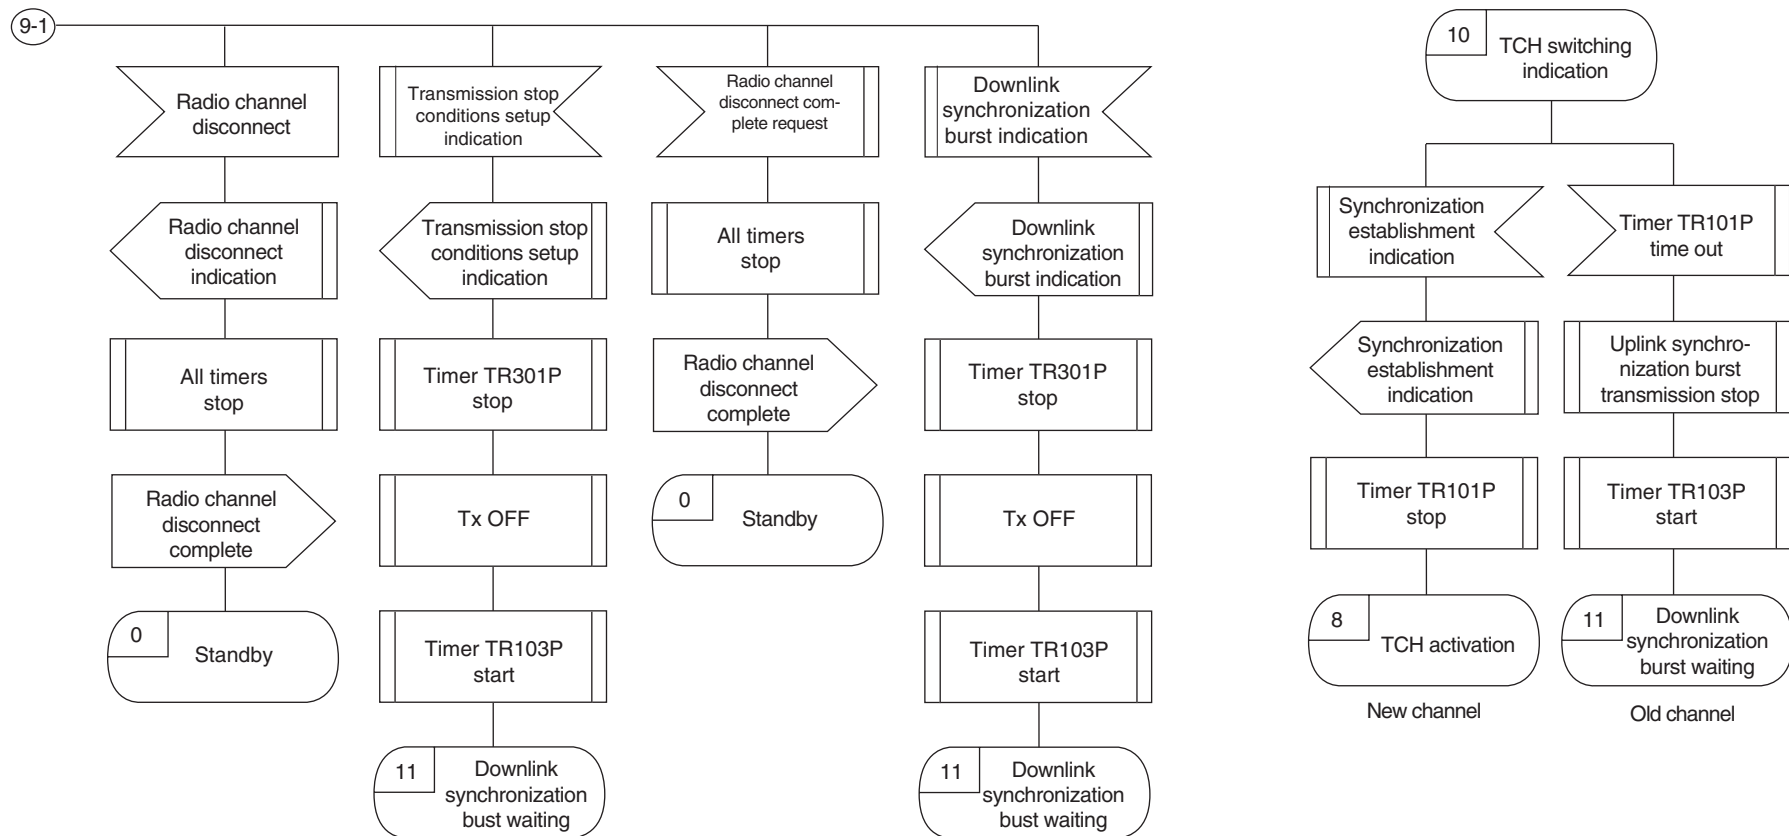 9-1
Radio channel
disconnect
Radio channel
disconnect
indication
All timers
stop
Radio channel
disconnect
complete
0
Standby
Transmission stop
conditions setup
indication
Transmission stop
conditions setup
indication
Timer TR301P
stop
Tx OFF
Timer TR103P
start
11
Downlink
synchronization
bust waiting
Radio channel
disconnect com-
plete request
All timers
stop
Radio channel
disconnect
complete
0
Standby
Downlink
synchronization
burst indication
Downlink
synchronization
burst indication
Timer TR301P
stop
Tx OFF
Timer TR103P
start
11
Downlink
synchronization
bust waiting
10
TCH switching
indication
Synchronization
establishment
indication
Synchronization
establishment
indication
Timer TR101P
stop
8
TCH activation
New channel
Timer TR101P
time out
Uplink synchro-
nization burst
transmission stop
Timer TR103P
start
11
Downlink
synchronization
burst waiting
Old channel